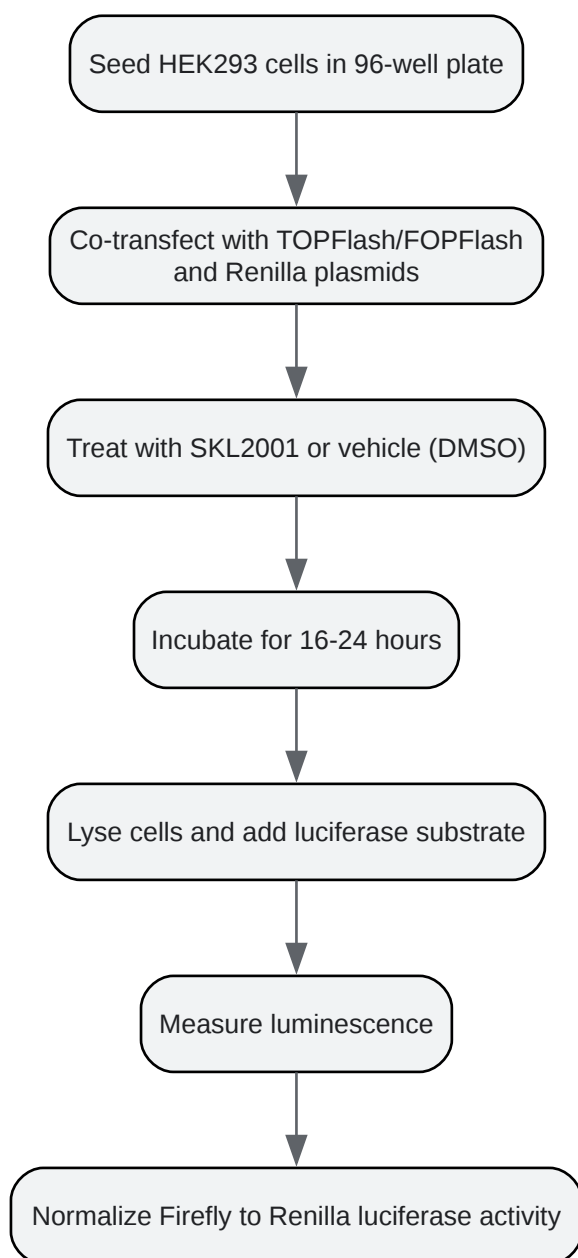 Seed HEK293 cells in 96-well plate
Co-transfect with TOPFlash/FOPFlash
and Renilla plasmids
Treat with SKL2001 or vehicle (DMSO)
Incubate for 16-24 hours
Lyse cells and add luciferase substrate
Measure luminescence
Normalize Firefly to Renilla luciferase activity